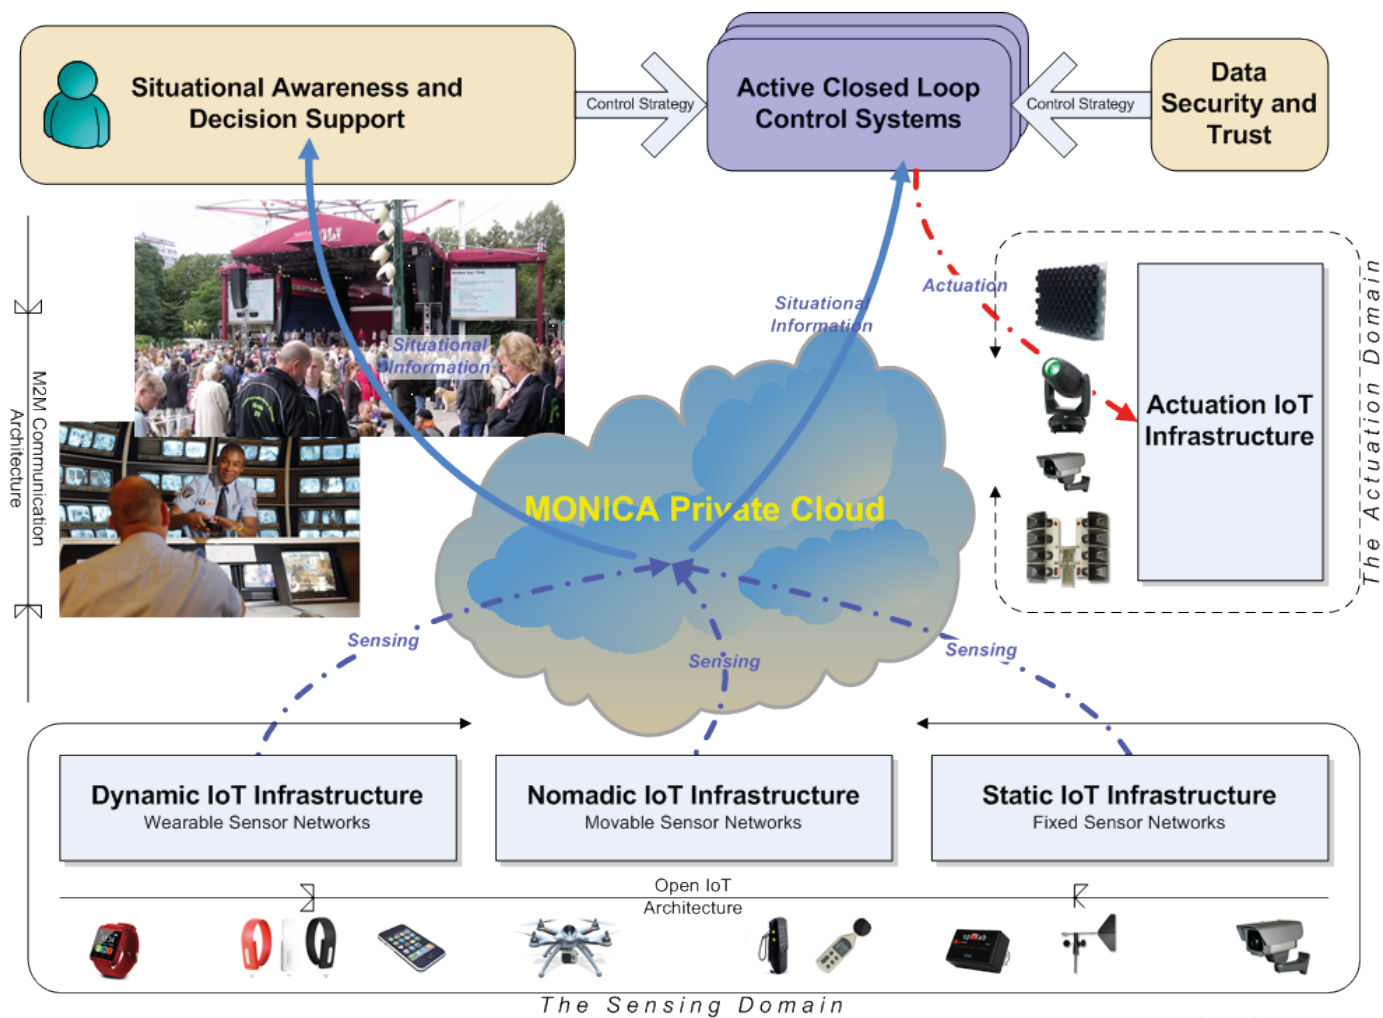 Situational Awareness and
Decision Support
Control Strategy
Active Closed Loop
Control Systems
Control Strategy
Data
Security and
Trust
Actuation
Situational
Information
Situational
Information
M2M Communication
Architecture
MONICA Private Cloud
Actuation IoT
Infrastructure
The Actuation Domain
Sensing
Sensing
Sensing
Dynamic IoT Infrastructure
Wearable Sensor Networks
Nomadic IoT Infrastructure
Movable Sensor Networks
Static IoT Infrastructure
Fixed Sensor Networks
Open IoT
Architecture
The Sensing Domain